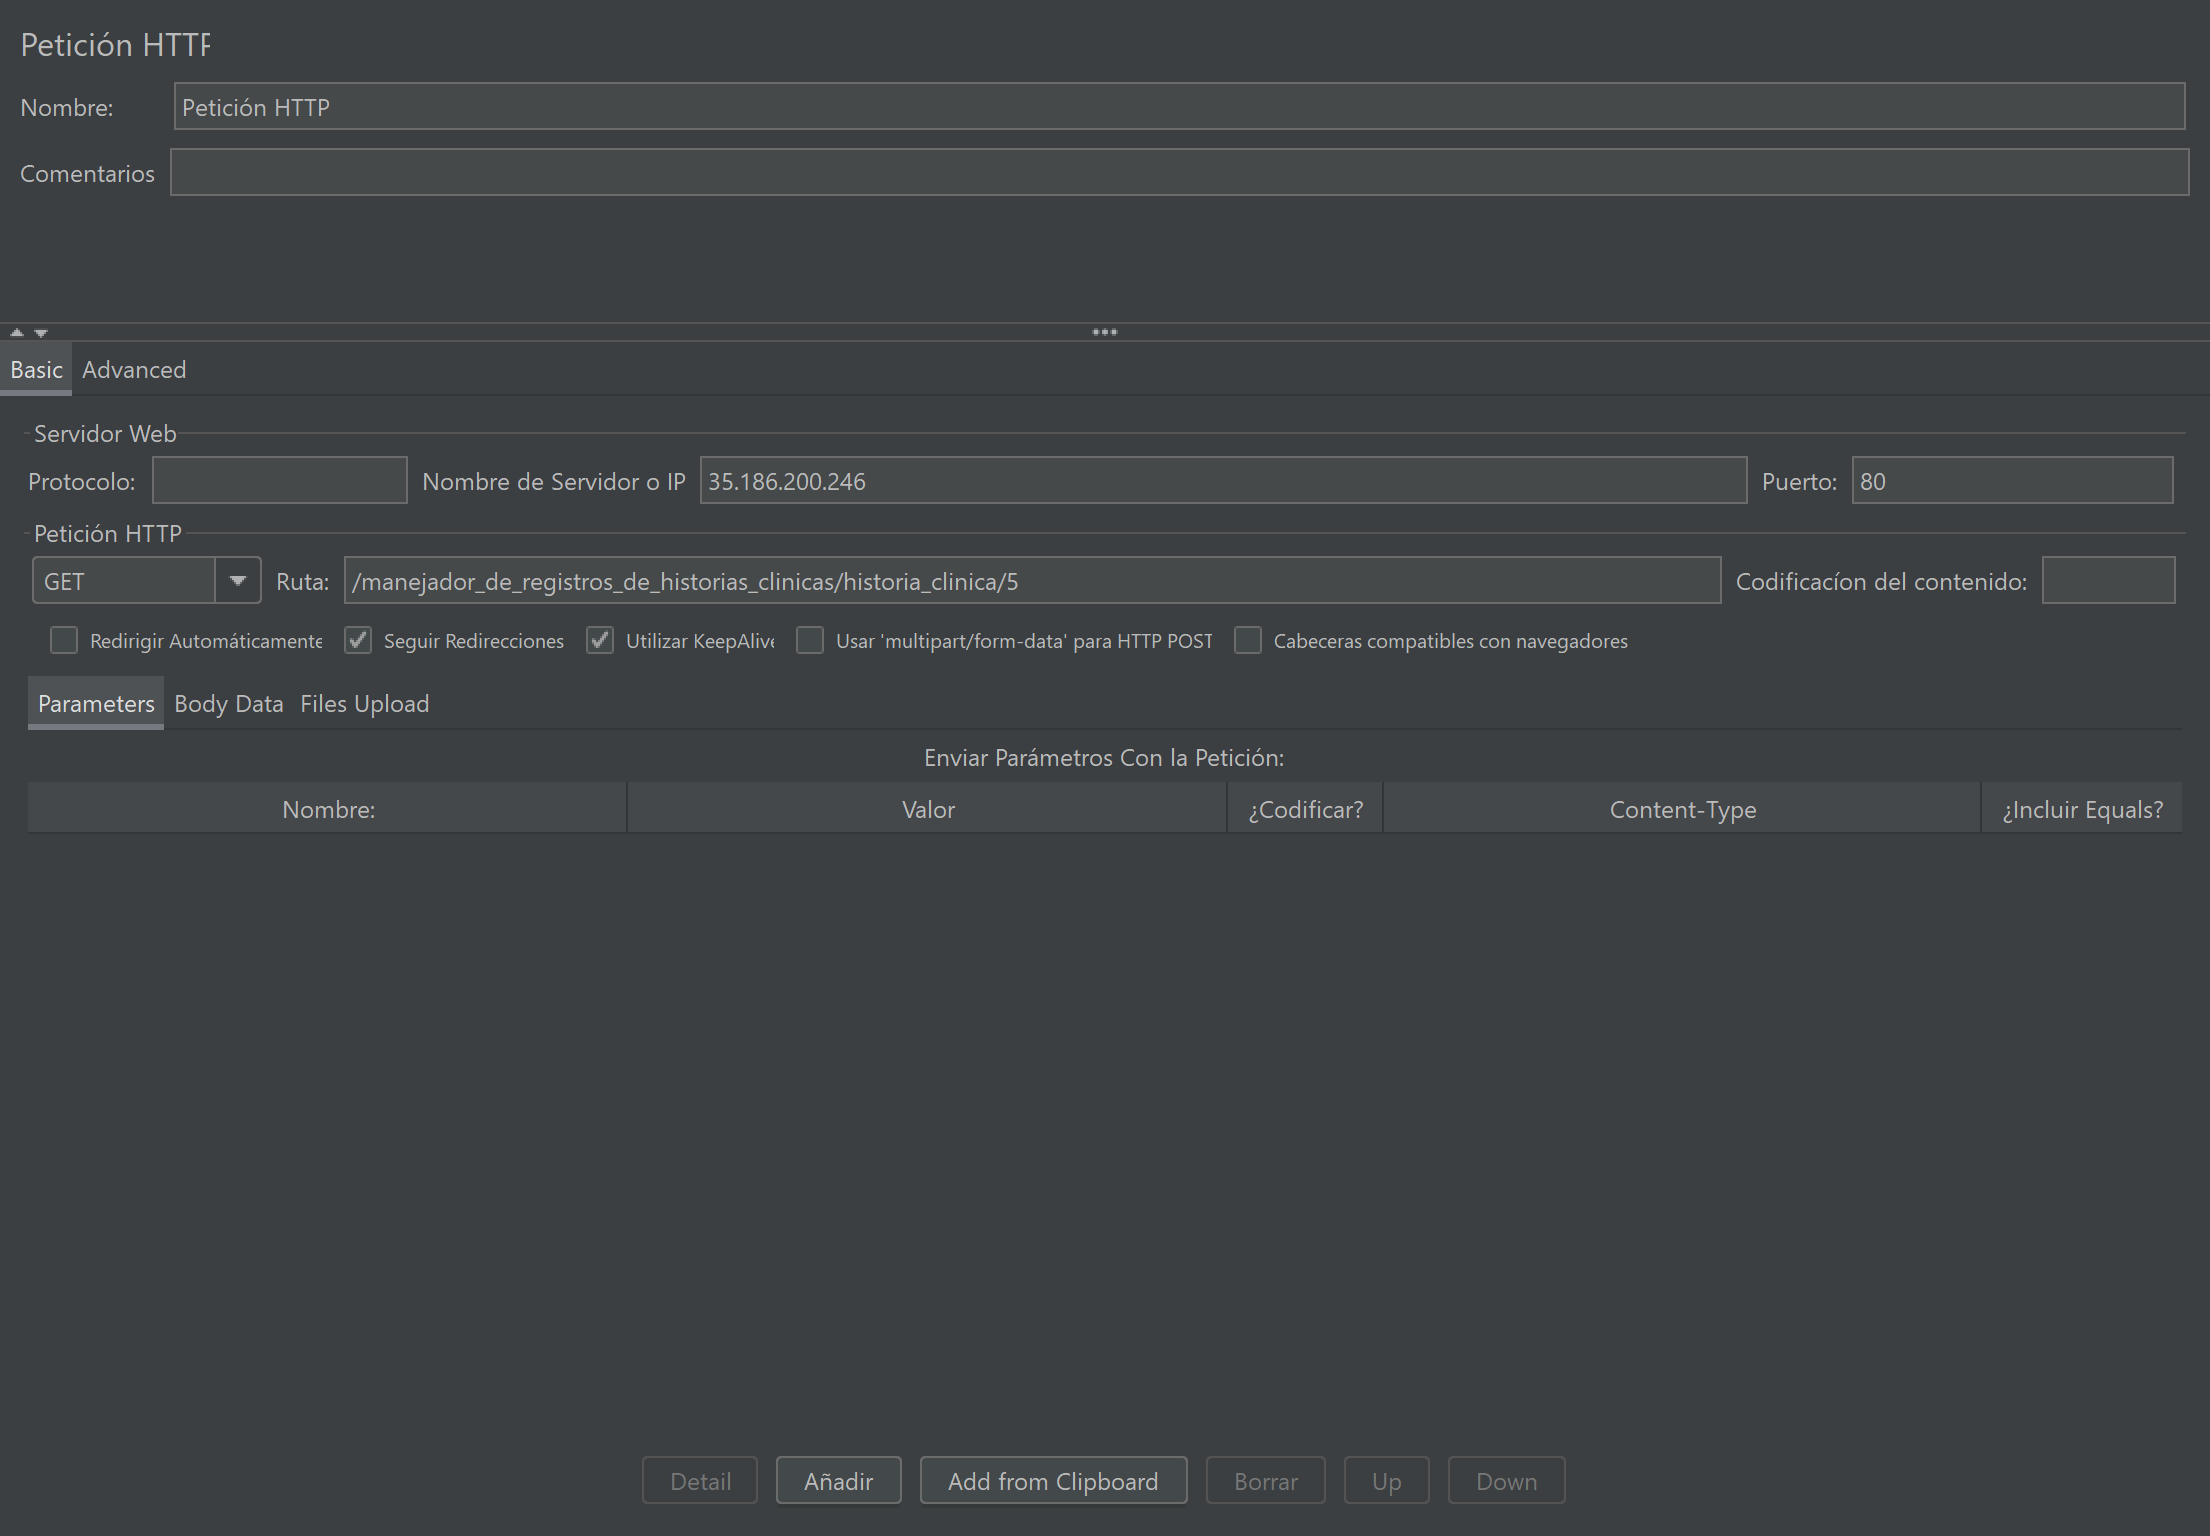 Petición HTTP
Nombre: Petición HTTP
Comentarios
Basic Advanced
Servidor Web
Protocolo: Nombre de Servidor o IP 35.186.200.246 Puerto: 80
Petición HTTP
GET Ruta: /manejador_de_registros_de_historias_clinicas/historia_clinica/5 Codificacíon del contenido:
Redirigir Automáticamente Seguir Redirecciones Utilizar KeepAlive Usar 'multipart/form-data' para HTTP POST Cabeceras compatibles con navegadores
Parameters Body Data Files Upload
Enviar Parámetros Con la Petición:
Nombre: Valor ¿Codificar? Content-Type ¿Incluir Equals?
Detail Añadir Add from Clipboard Borrar Up Down